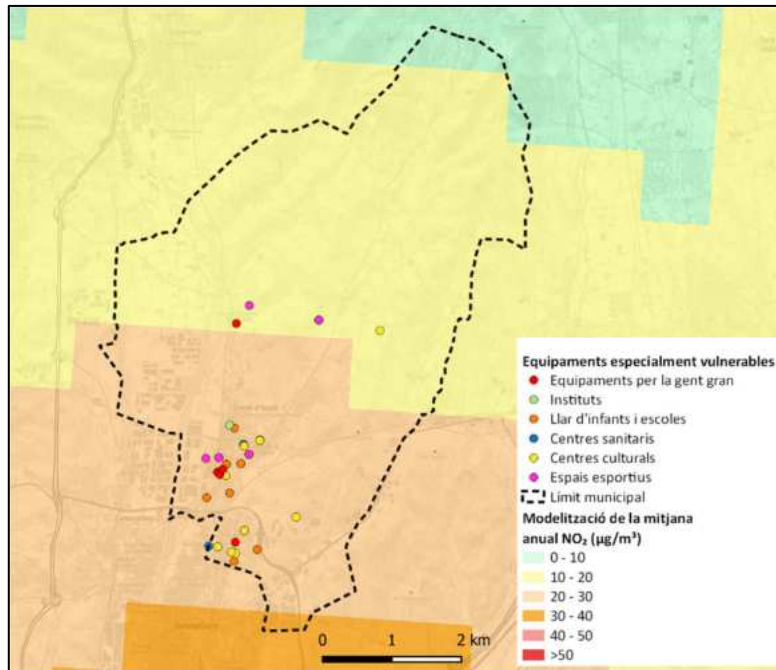 Equipaments especialment vulnerables
Equipaments per la gent gran
Instituts
Llar d'infants i escoles
Centres sanitaris
Centres culturals
Espais esportius
Límit municipal
Modelització de la mitjana
anual NO₂ (µg/m³)
0 - 10
10 - 20
20 - 30
30 - 40
40 - 50
>50
0 1 2 km